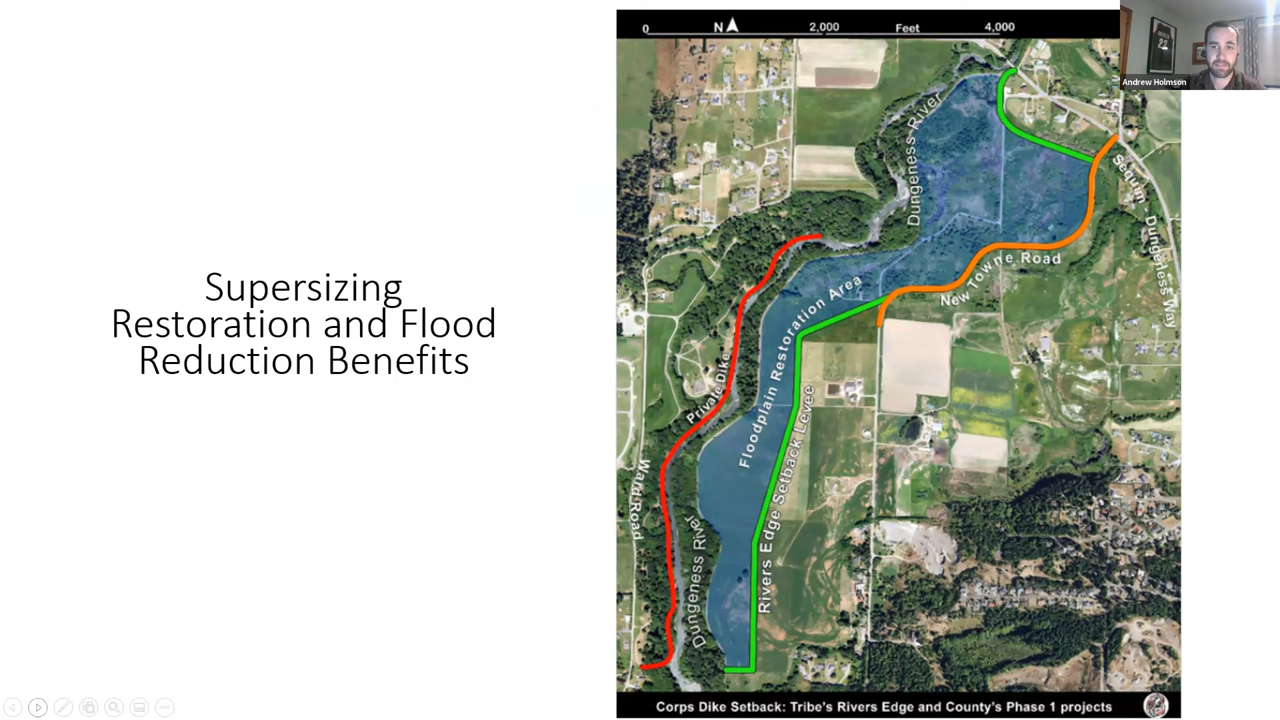 Supersizing
Restoration and Flood
Reduction Benefits
0
N
2,000
Feet
4,000
Andrew Holmson
22
Dungeness River
Sequim - Dungeness Way
New Towne Road
Floodplain Restoration Area
Private Dike
Rivers Edge Setback Levee
Ward Road
Dungeness River
Corps Dike Setback: Tribe's Rivers Edge and County's Phase 1 projects